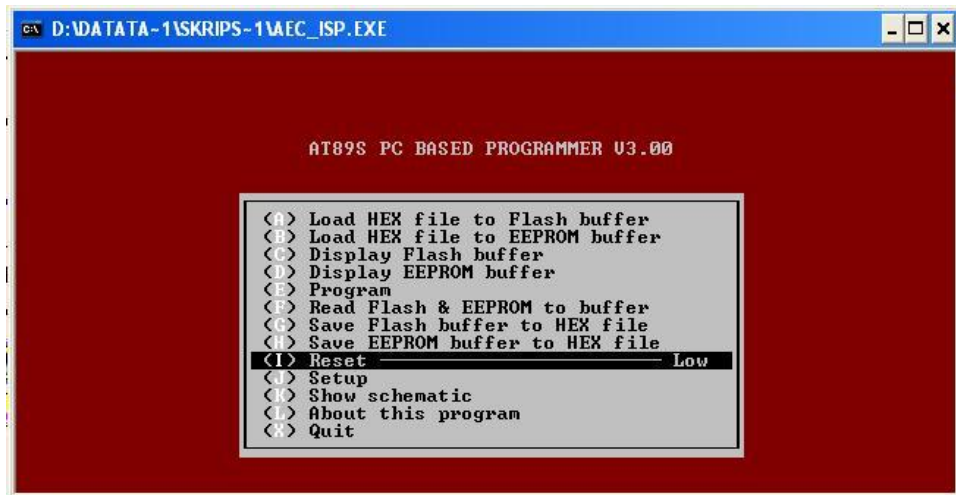 D:\DATATA~1\SKRIPS~1\AEC_ISP.EXE
AT89S PC BASED PROGRAMMER V3.00
(A) Load HEX file to Flash buffer
(B) Load HEX file to EEPROM buffer
(C) Display Flash buffer
(D) Display EEPROM buffer
(E) Program
(F) Read Flash & EEPROM to buffer
(G) Save Flash buffer to HEX file
(H) Save EEPROM buffer to HEX file
(I) Reset Low
(J) Setup
(K) Show schematic
(L) About this program
(X) Quit